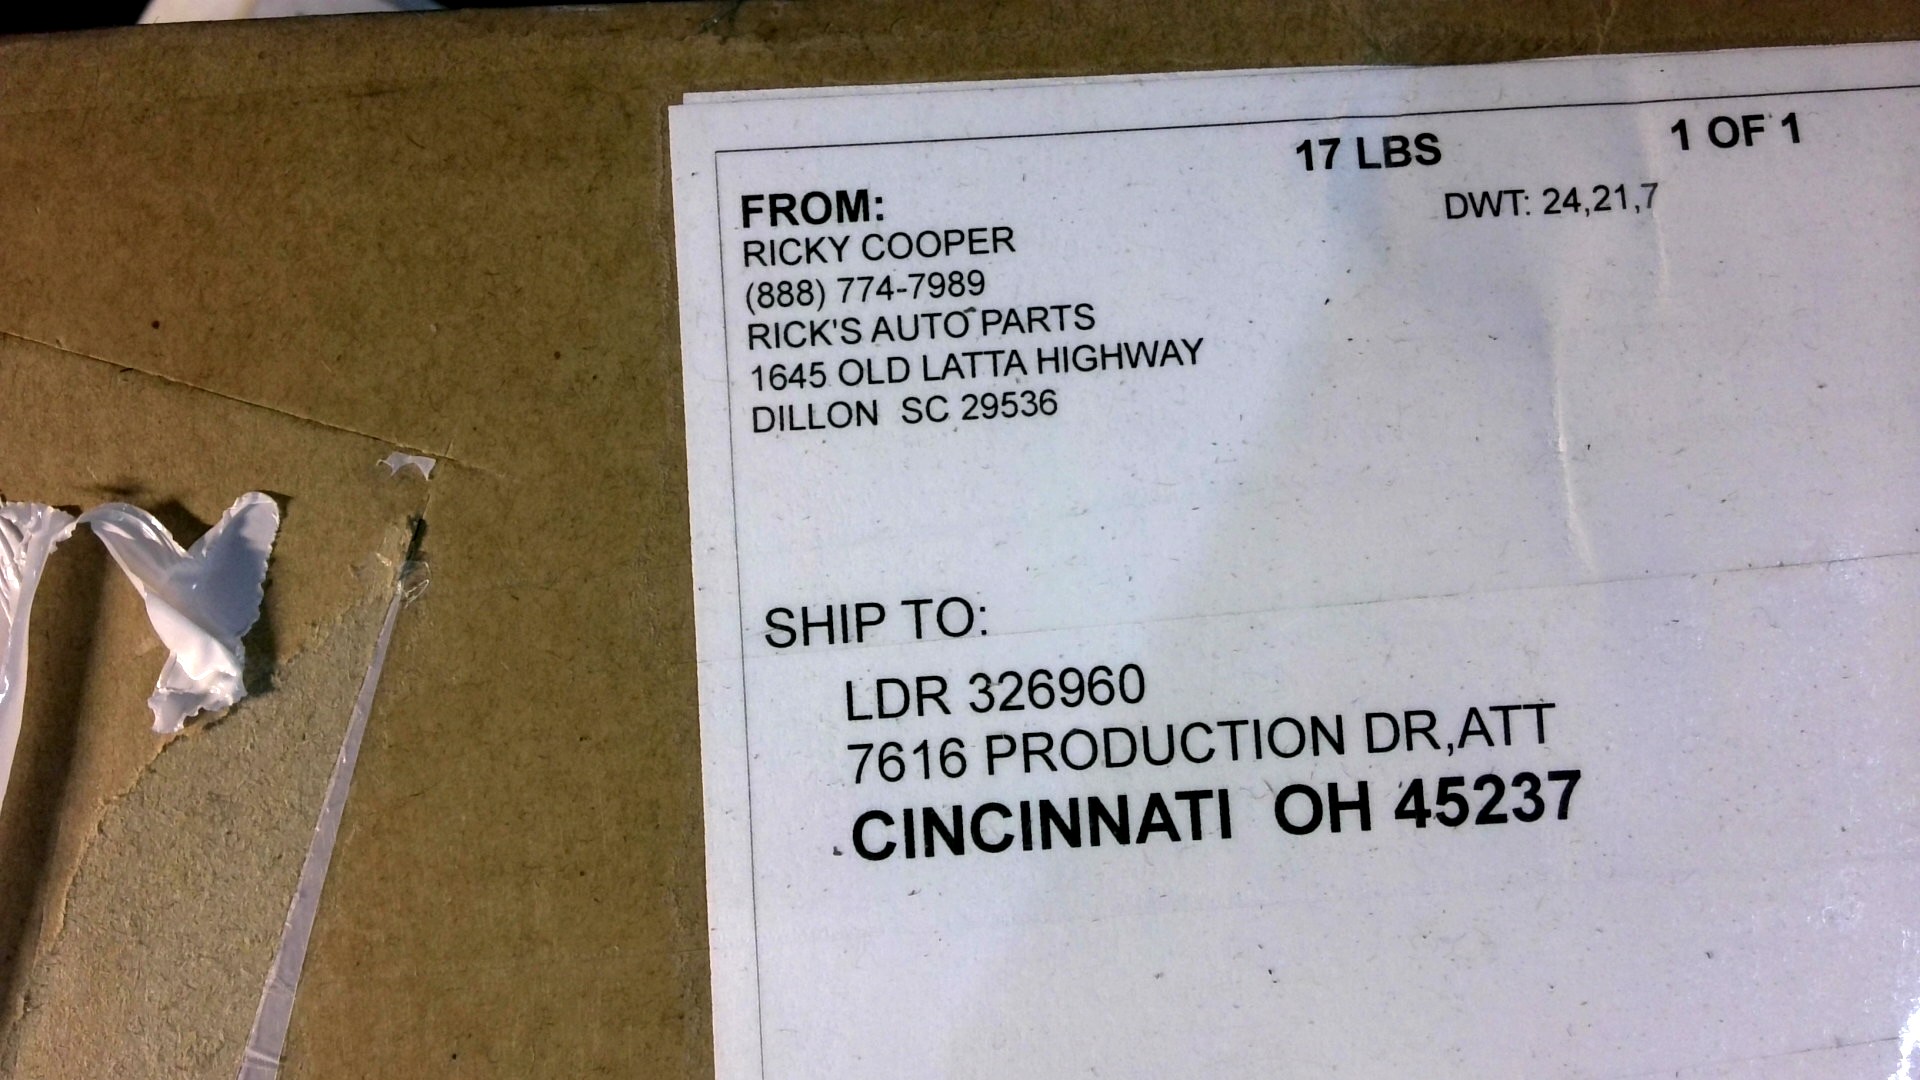 17 LBS 1 OF 1
DWT: 24,21,7
FROM:
RICKY COOPER
(888) 774-7989
RICK'S AUTO PARTS
1645 OLD LATTA HIGHWAY
DILLON SC 29536
SHIP TO:
LDR 326960
7616 PRODUCTION DR,ATT
CINCINNATI OH 45237